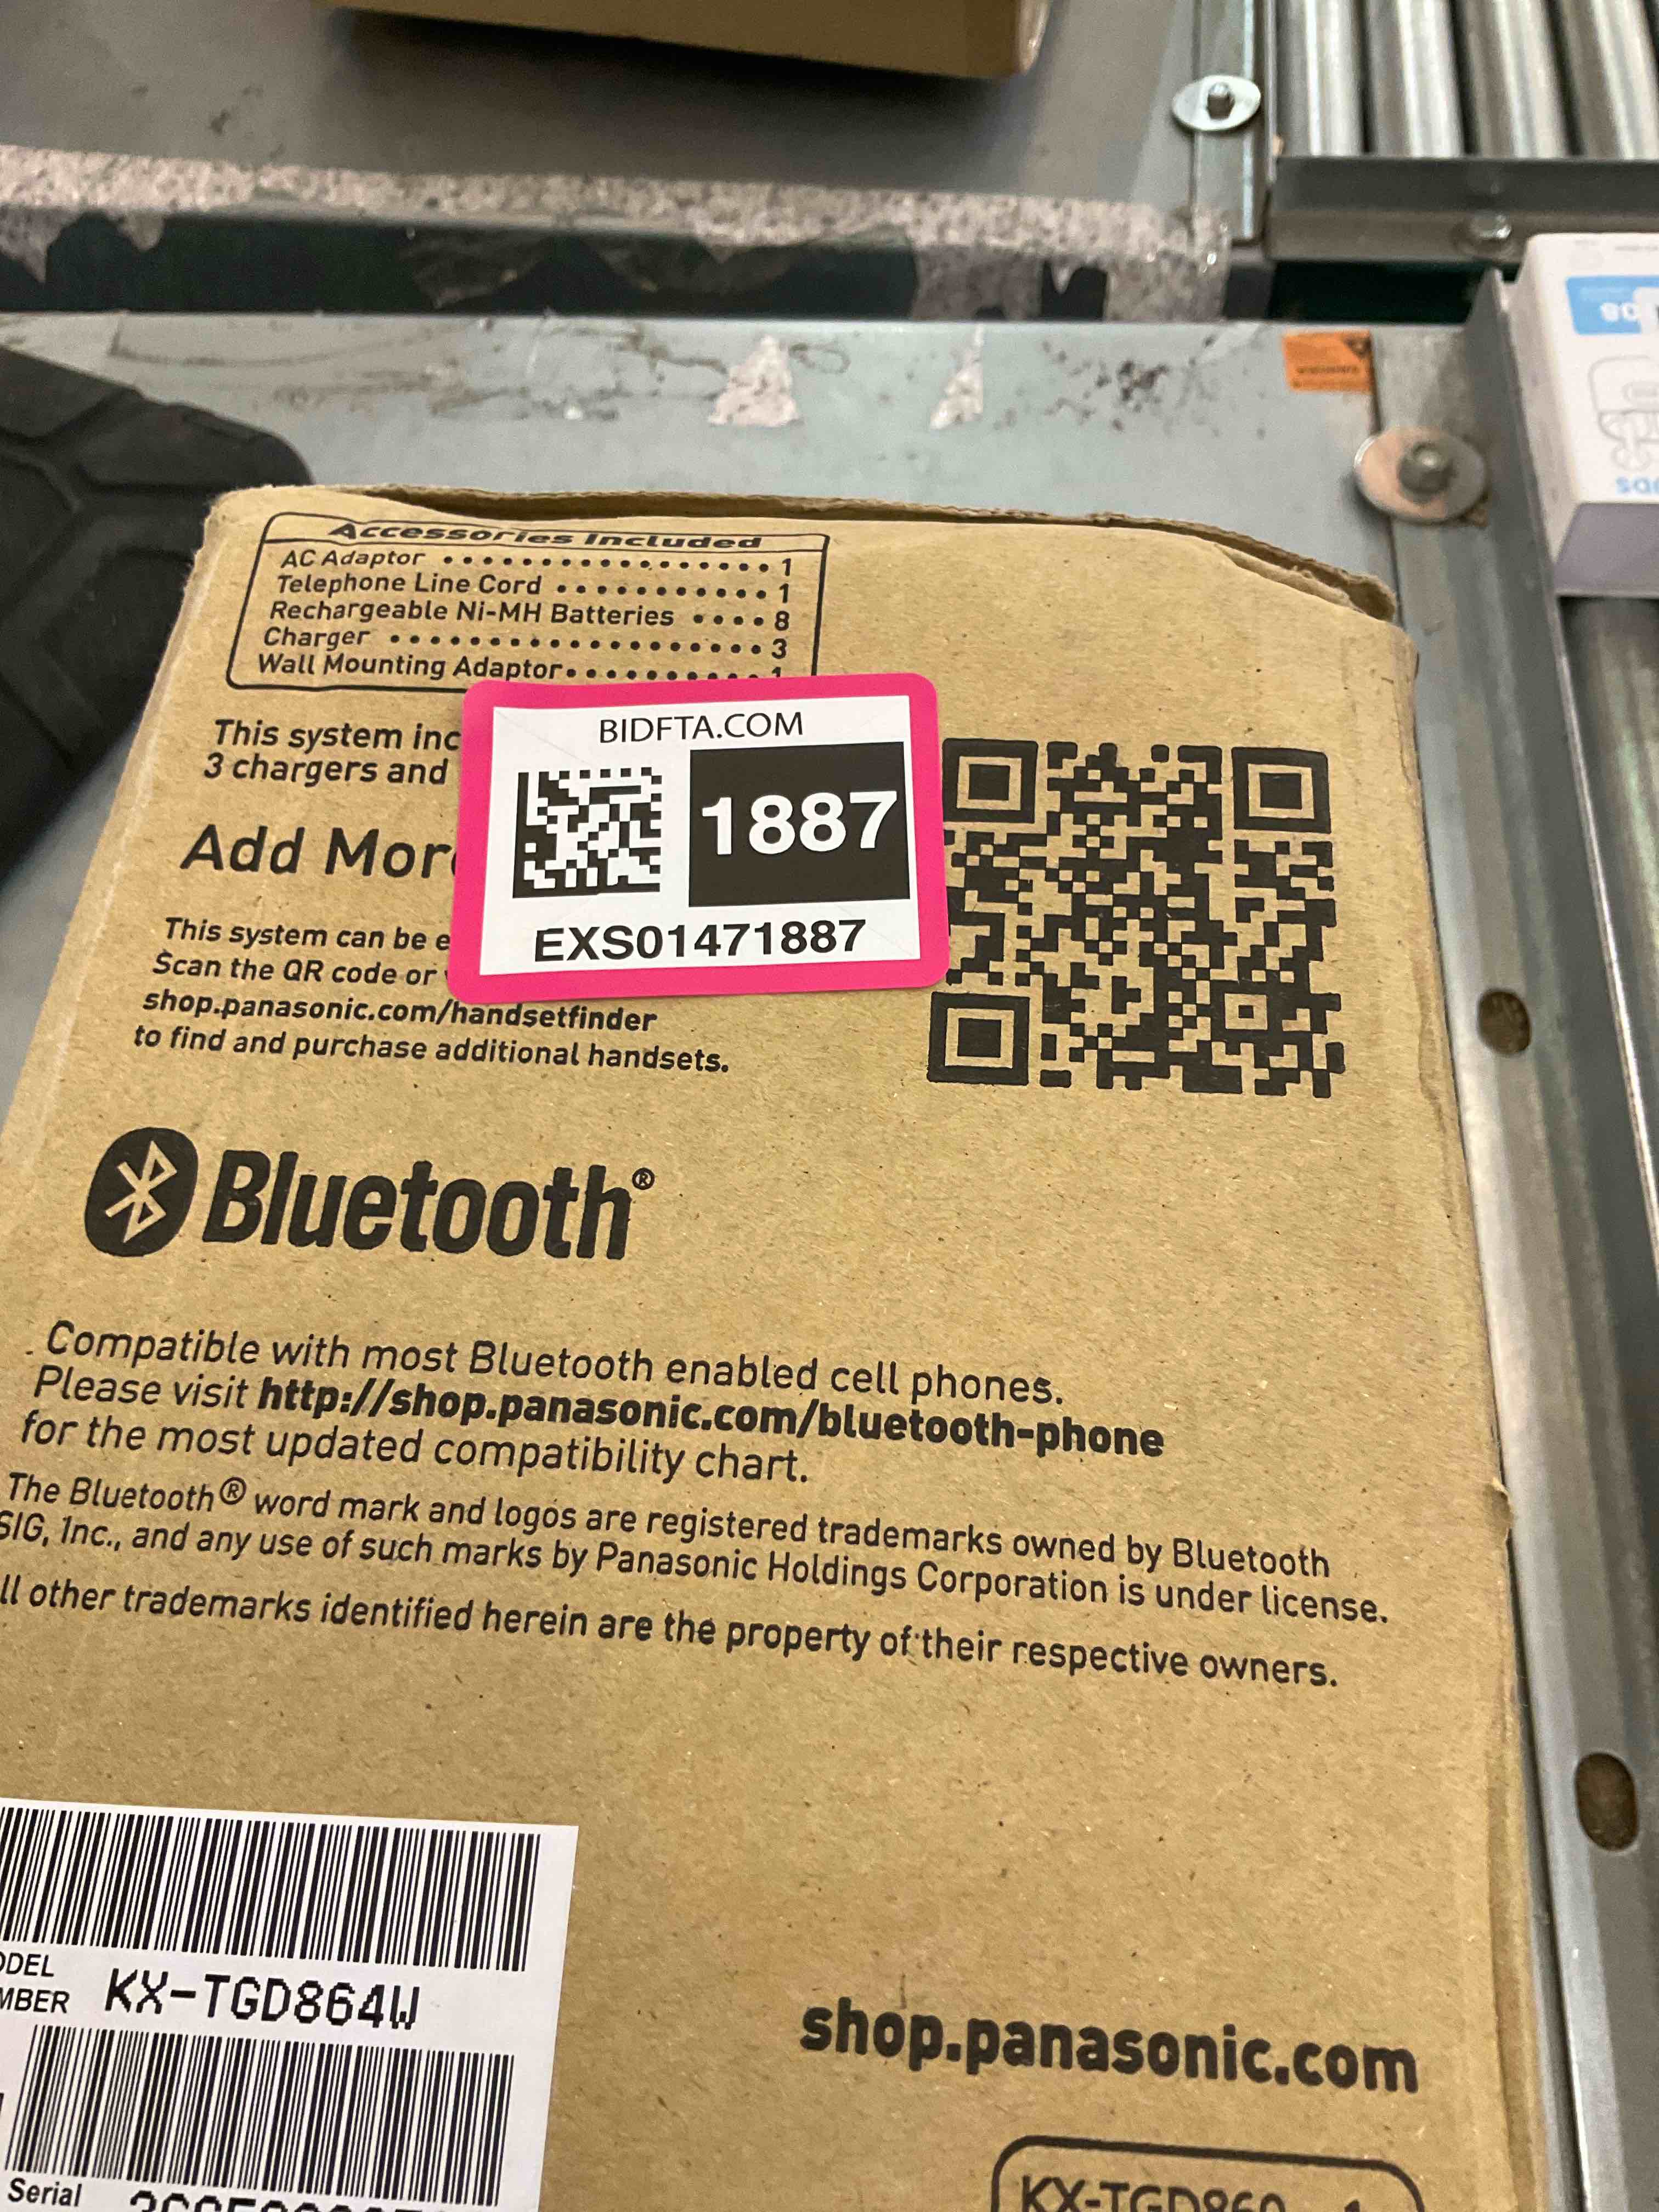 Accessories Included
AC Adaptor ................ 1
Telephone Line Cord ........... 1
Rechargeable Ni-MH Batteries .... 8
Charger ................. 3
Wall Mounting Adaptor.......... 1
This system inc
3 chargers and
BIDFTA.COM
1887
EXS01471887
Add Mor
This system can be e
Scan the QR code or
shop.panasonic.com/handsetfinder
to find and purchase additional handsets.
Bluetooth®
Compatible with most Bluetooth enabled cell phones.
Please visit http://shop.panasonic.com/bluetooth-phone
for the most updated compatibility chart.
The Bluetooth® word mark and logos are registered trademarks owned by Bluetooth
SIG, Inc., and any use of such marks by Panasonic Holdings Corporation is under license.
ll other trademarks identified herein are the property of their respective owners.
ODEL
MBER KX-TGD864W
Serial
shop.panasonic.com
KX-TGD860 1